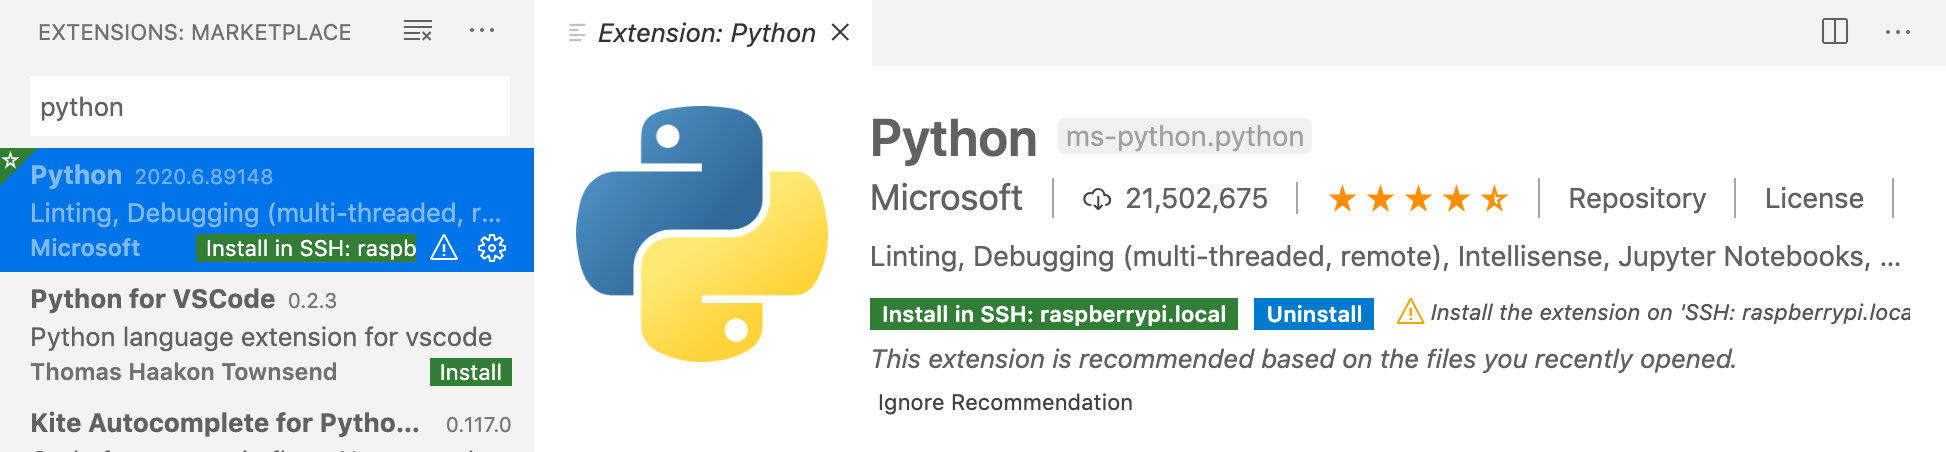 EXTENSIONS: MARKETPLACE
python
Python 2020.6.89148
Linting, Debugging (multi-threaded, r...
Microsoft Install in SSH: raspb
Python for VSCode 0.2.3
Python language extension for vscode
Thomas Haakon Townsend Install
Kite Autocomplete for Pytho... 0.117.0
Extension: Python
Python ms-python.python
Microsoft 21,502,675 Repository License
Linting, Debugging (multi-threaded, remote), Intellisense, Jupyter Notebooks, ...
Install in SSH: raspberrypi.local Uninstall Install the extension on 'SSH: raspberrypi.loca
This extension is recommended based on the files you recently opened.
Ignore Recommendation